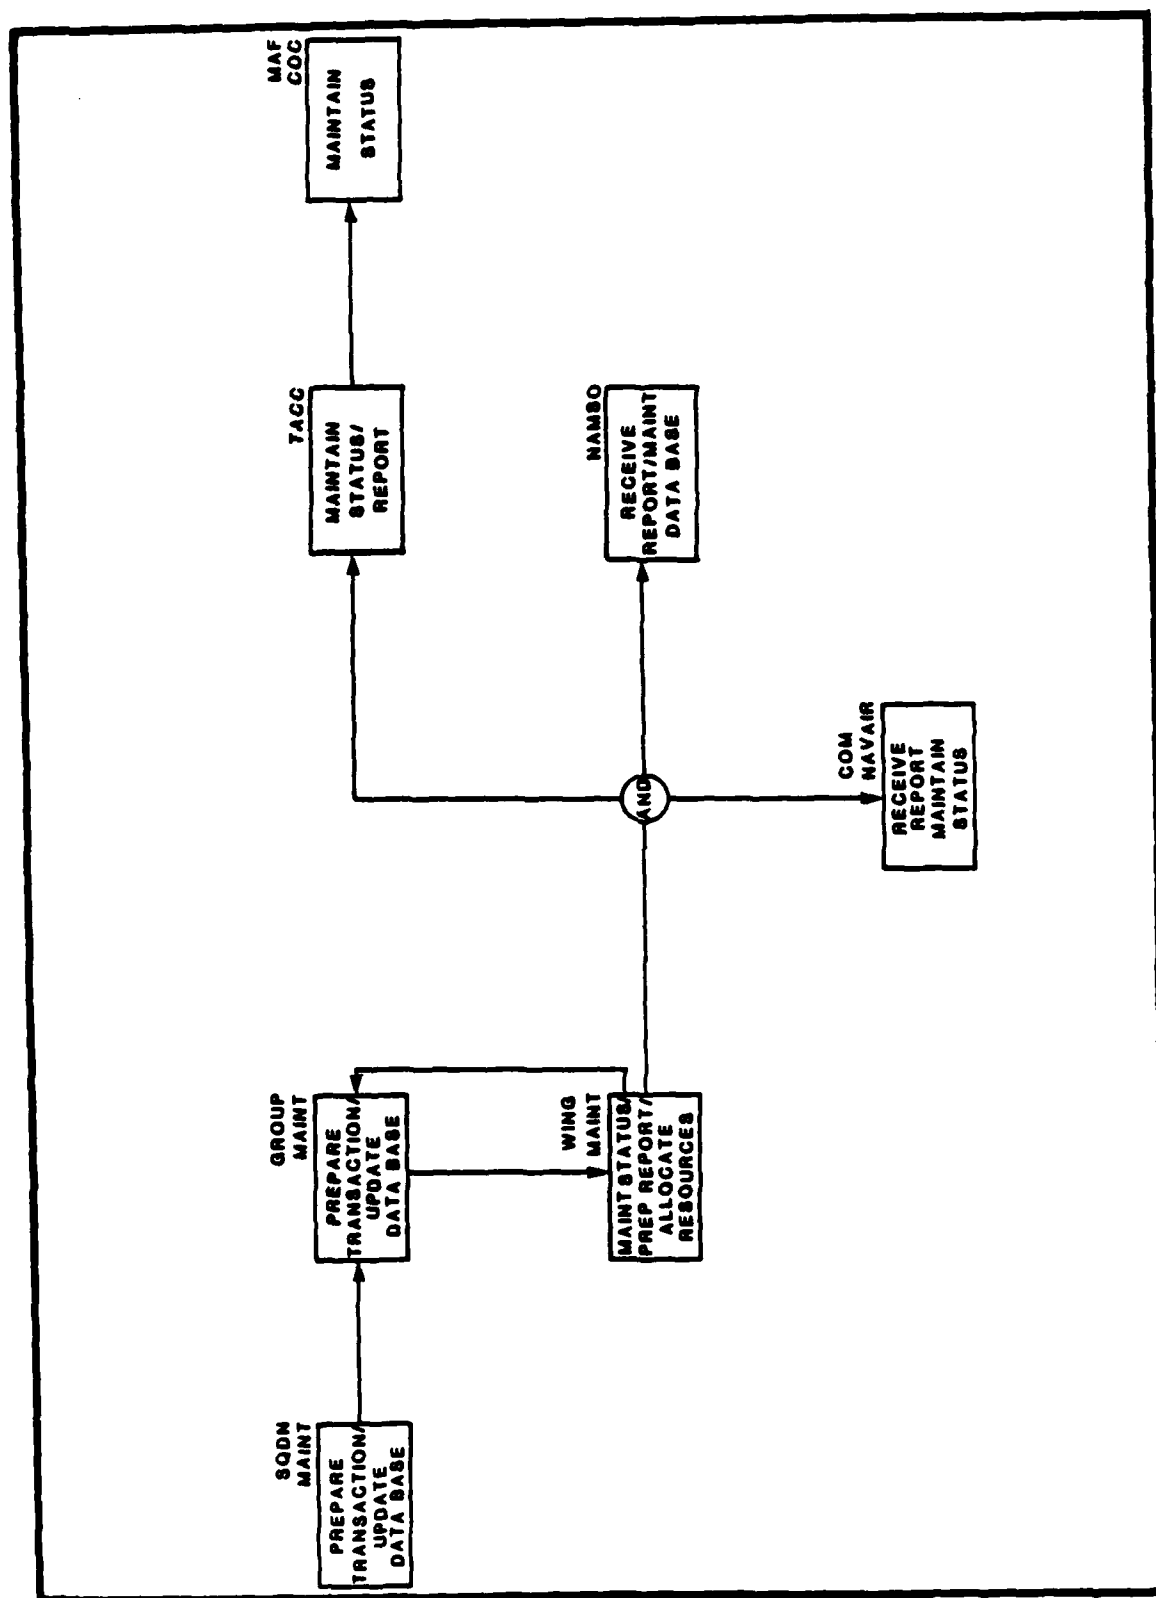 SQDN
MAINT
PREPARE
TRANSACTION/
UPDATE
DATA BASE
GROUP
MAINT
PREPARE
TRANSACTION/
UPDATE
DATA BASE
WING
MAINT
MAINT STATUS/
PREP REPORT/
ALLOCATE
RESOURCES
AND
TACC
MAINTAIN
STATUS/
REPORT
MAF
COC
MAINTAIN
STATUS
NAMSO
RECEIVE
REPORT/MAINT
DATA BASE
COM
NAVAIR
RECEIVE
REPORT
MAINTAIN
STATUS